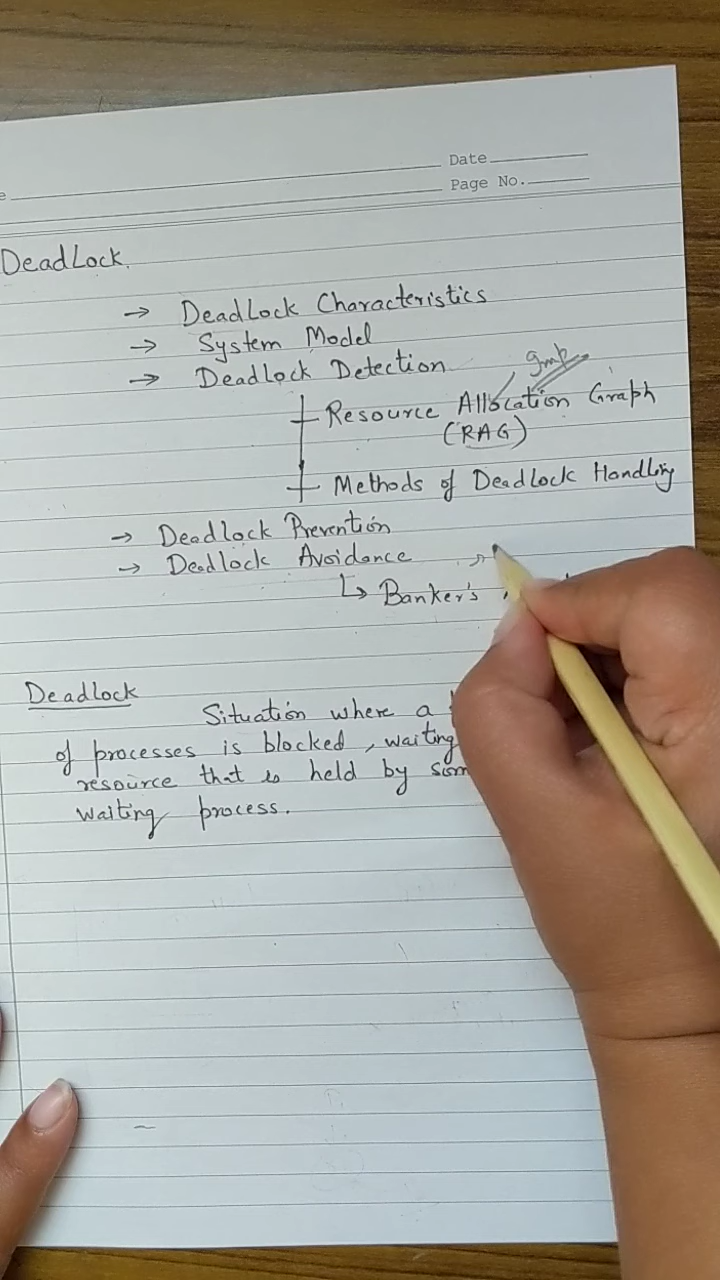 Date
Page No.
DeadLock.
→ DeadLock Characteristics
→ System Model
→ Deadlock Detection
Resource Allocation Graph
(RAG)
Methods of Deadlock Handling
→ Deadlock Prevention
→ Deadlock Avoidance
↳ Banker's
Deadlock
Situation where a
of processes is blocked, waiting
resource that is held by
waiting process.